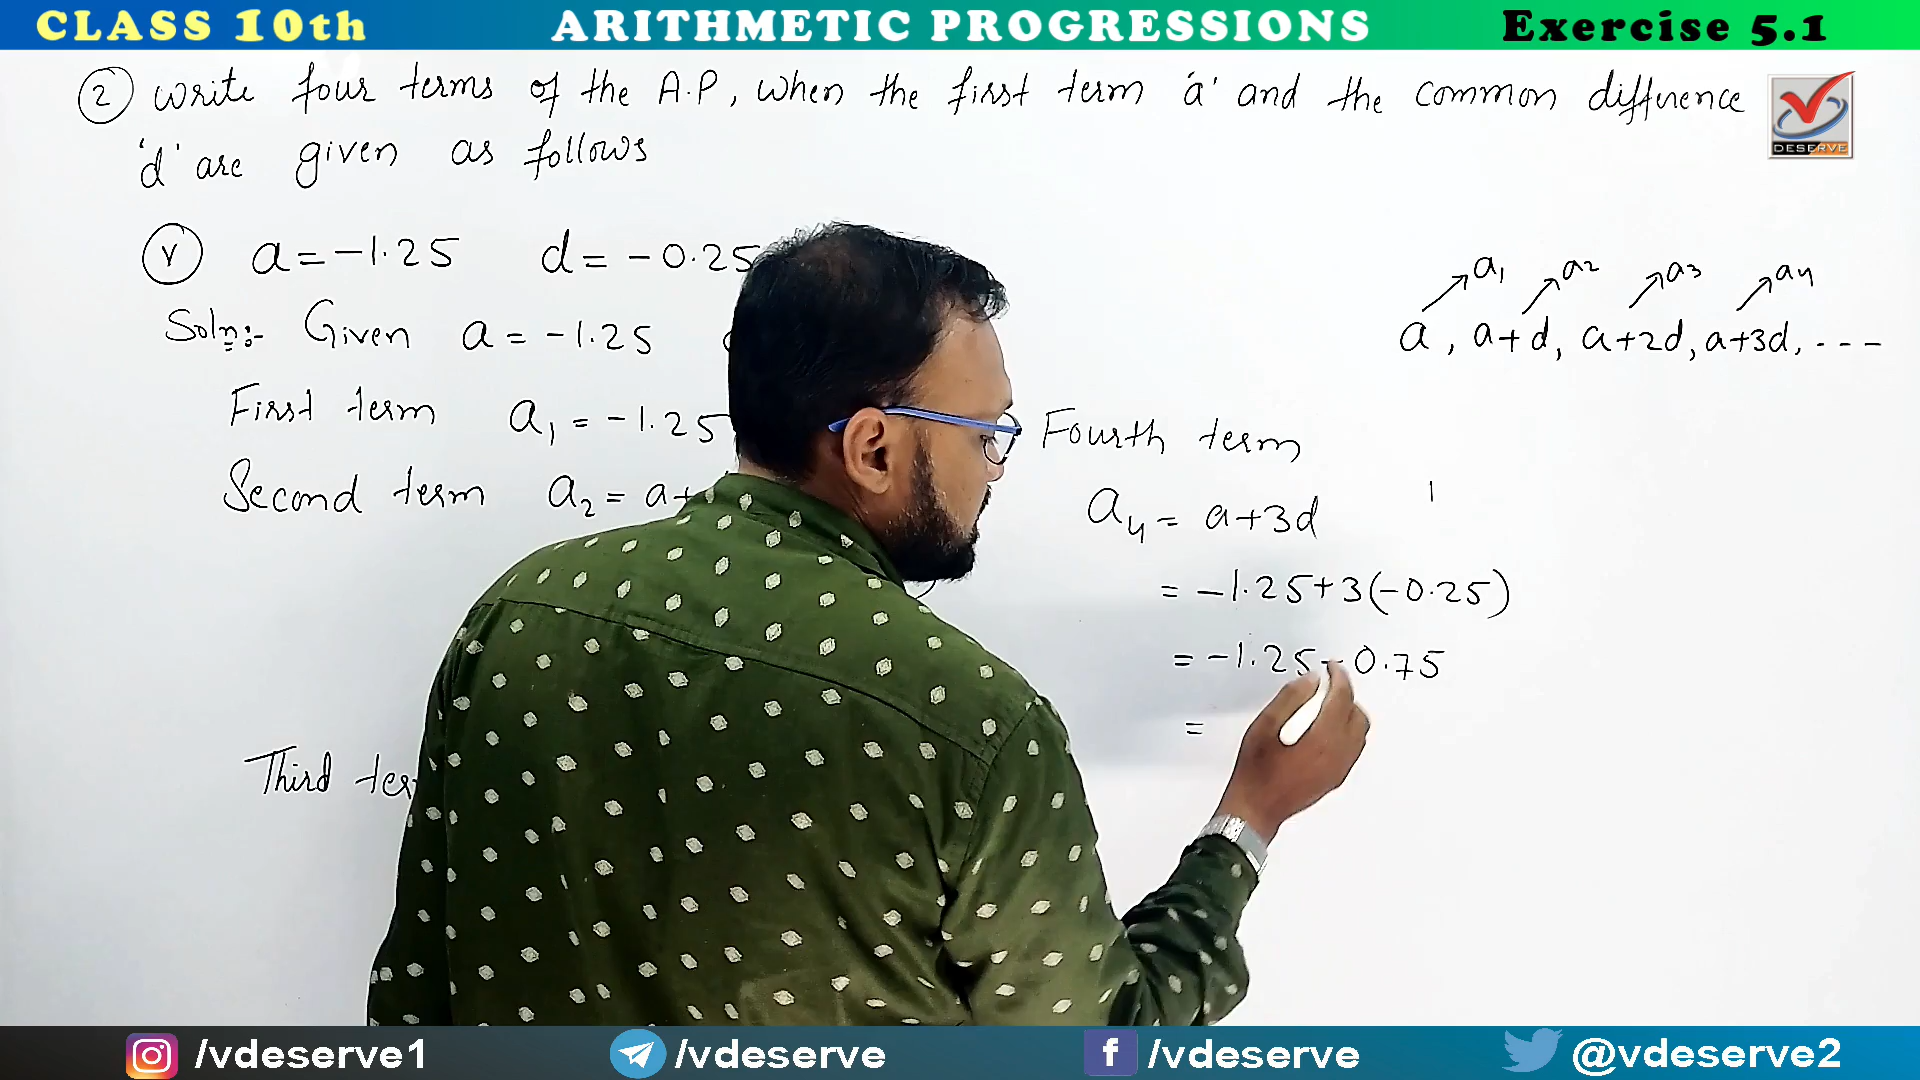 CLASS 10th ARITHMETIC PROGRESSIONS Exercise 5.1
② Write four terms of the A.P, when the first term 'a' and the common difference
'd' are given as follows
DESERVE
Ⓥ a = -1.25 d = -0.25
Soln:- Given a = -1.25
First term a₁ = -1.25
Second term a₂ = a+
Third
a₁ a₂ a₃ a₄
a, a+d, a+2d, a+3d, ---
Fourth term
a₄ = a+3d
= -1.25+3(-0.25)
= -1.25-0.75
=
/vdeserve1 /vdeserve /vdeserve @vdeserve2